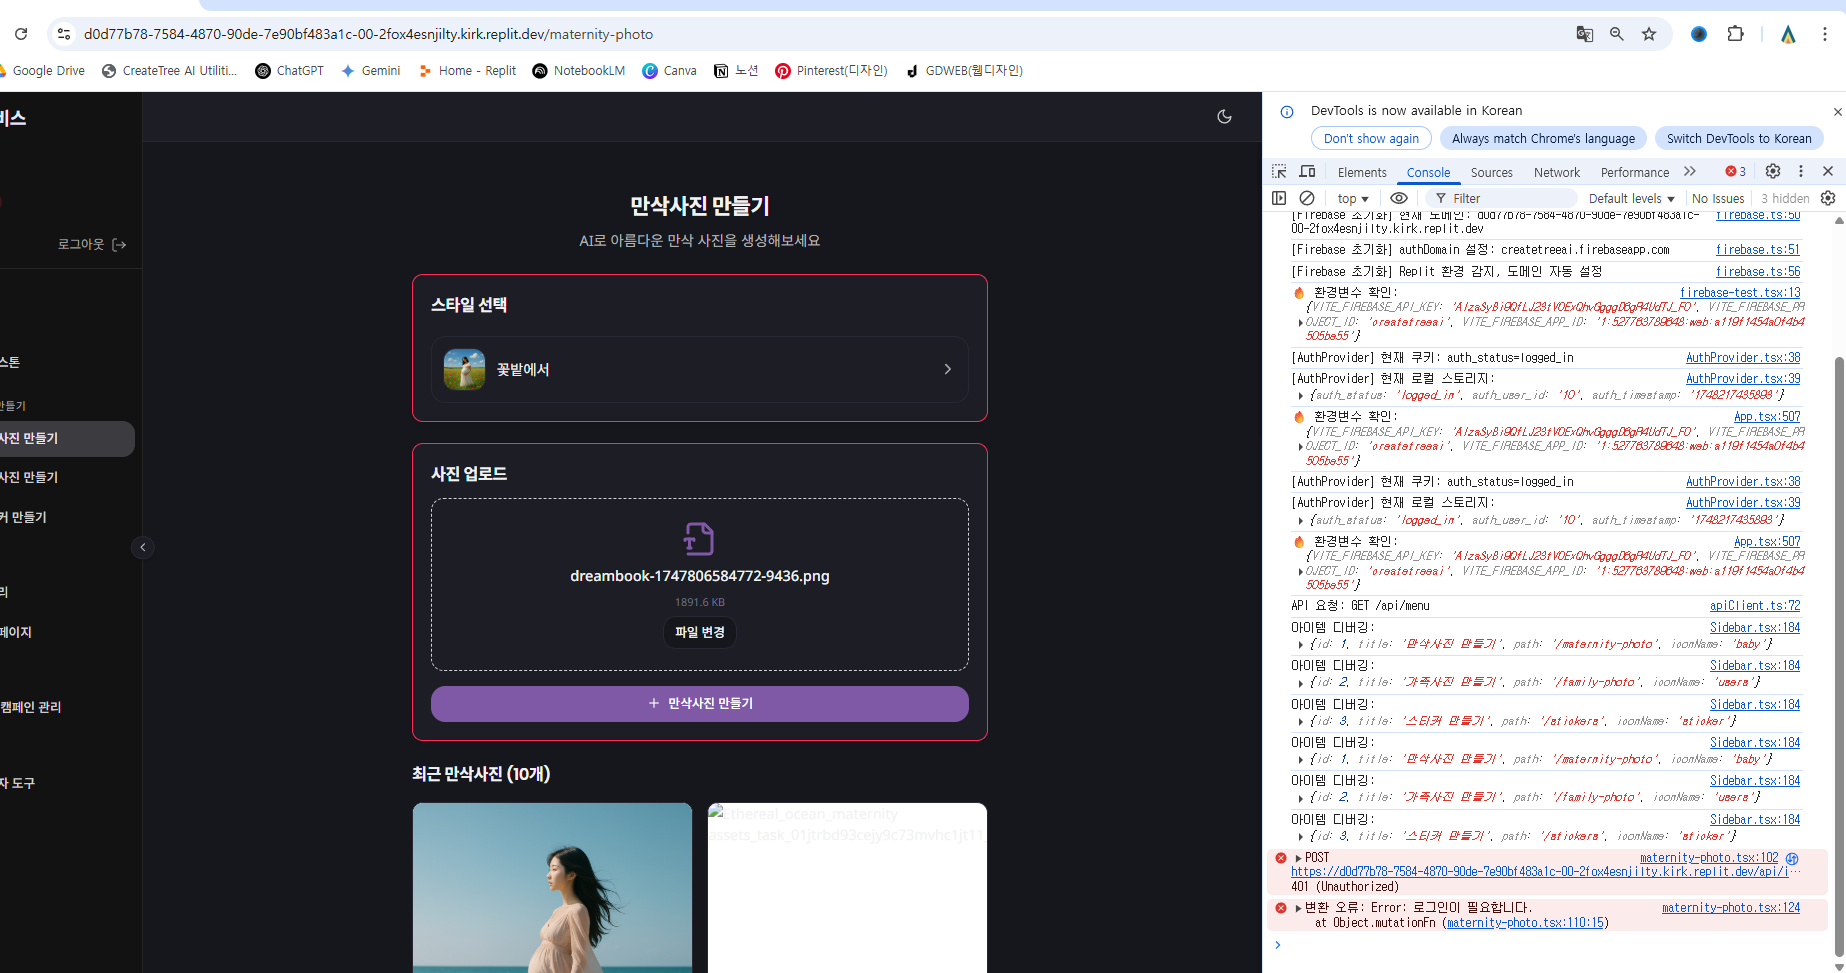 d0d77b78-7584-4870-90de-7e90bf483a1c-00-2fox4esnjilty.kirk.replit.dev/maternity-photo
Google Drive
CreateTree AI Utiliti...
ChatGPT
Gemini
Home - Replit
NotebookLM
Canva
노션
Pinterest(디자인)
GDWEB(웹디자인)
비스
로그아웃
스톤
만들기
사진 만들기
사진 만들기
커 만들기
리
페이지
캠페인 관리
자 도구
만삭사진 만들기
AI로 아름다운 만삭 사진을 생성해보세요
스타일 선택
꽃밭에서
사진 업로드
dreambook-1747806584772-9436.png
1891.6 KB
파일 변경
+ 만삭사진 만들기
최근 만삭사진 (10개)
Ethereal_ocean_maternity
assets_task_01jtrbd93cejy9c73mvhc1jt11
DevTools is now available in Korean
Don't show again
Always match Chrome's language
Switch DevTools to Korean
Elements
Console
Sources
Network
Performance
3
top
Filter
Default levels
No Issues
3 hidden
[Firebase 초기화] 현재 도메인: d0d77b78-7584-4870-90de-7e90bf483a1c- firebase.ts:50
00-2fox4esnjilty.kirk.replit.dev
[Firebase 초기화] authDomain 설정: createtreeai.firebaseapp.com firebase.ts:51
[Firebase 초기화] Replit 환경 감지, 도메인 자동 설정 firebase.ts:56
🔥 환경변수 확인: firebase-test.tsx:13
{VITE_FIREBASE_API_KEY: VITE_FIREBASE_PR
OJECT_ID: 'createtreeai', VITE_FIREBASE_APP_ID: '1:527763789648:web:a119f1454a0f4b4
505be55'}
[AuthProvider] 현재 쿠키: auth_status=logged_in AuthProvider.tsx:38
[AuthProvider] 현재 로컬 스토리지: AuthProvider.tsx:39
{auth_status: 'logged_in', auth_user_id: '10', auth_timestamp: '1748217435893'}
🔥 환경변수 확인: App.tsx:507
{VITE_FIREBASE_API_KEY: VITE_FIREBASE_PR
OJECT_ID: 'createtreeai', VITE_FIREBASE_APP_ID: '1:527763789648:web:a119f1454a0f4b4
505be55'}
[AuthProvider] 현재 쿠키: auth_status=logged_in AuthProvider.tsx:38
[AuthProvider] 현재 로컬 스토리지: AuthProvider.tsx:39
{auth_status: 'logged_in', auth_user_id: '10', auth_timestamp: '1748217435893'}
🔥 환경변수 확인: App.tsx:507
{VITE_FIREBASE_API_KEY: VITE_FIREBASE_PR
OJECT_ID: 'createtreeai', VITE_FIREBASE_APP_ID: '1:527763789648:web:a119f1454a0f4b4
505be55'}
API 요청: GET /api/menu apiClient.ts:72
아이템 디버깅: Sidebar.tsx:184
{id: 1, title: '만삭사진 만들기', path: '/maternity-photo', iconName: 'baby'}
아이템 디버깅: Sidebar.tsx:184
{id: 2, title: '가족사진 만들기', path: '/family-photo', iconName: 'users'}
아이템 디버깅: Sidebar.tsx:184
{id: 3, title: '스티커 만들기', path: '/stickers', iconName: 'sticker'}
아이템 디버깅: Sidebar.tsx:184
{id: 1, title: '만삭사진 만들기', path: '/maternity-photo', iconName: 'baby'}
아이템 디버깅: Sidebar.tsx:184
{id: 2, title: '가족사진 만들기', path: '/family-photo', iconName: 'users'}
아이템 디버깅: Sidebar.tsx:184
{id: 3, title: '스티커 만들기', path: '/stickers', iconName: 'sticker'}
POST maternity-photo.tsx:102
https://d0d77b78-7584-4870-90de-7e90bf483a1c-00-2fox4esnjilty.kirk.replit.dev/api/i…
401 (Unauthorized)
변환 오류: Error: 로그인이 필요합니다. maternity-photo.tsx:124
at Object.mutationFn (maternity-photo.tsx:110:15)